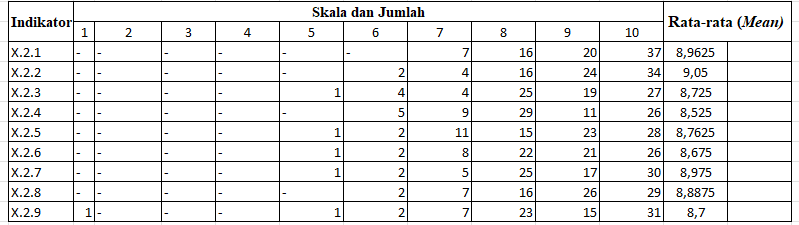 Indikator Skala dan Jumlah Rata-rata (Mean)
1 2 3 4 5 6 7 8 9 10
X.2.1 - - - - - - 7 16 20 37 8,9625
X.2.2 - - - - - 2 4 16 24 34 9,05
X.2.3 - - - - 1 4 4 25 19 27 8,725
X.2.4 - - - - - 5 9 29 11 26 8,525
X.2.5 - - - - 1 2 11 15 23 28 8,7625
X.2.6 - - - - 1 2 8 22 21 26 8,675
X.2.7 - - - - 1 2 5 25 17 30 8,975
X.2.8 - - - - - 2 7 16 26 29 8,8875
X.2.9 1 - - - 1 2 7 23 15 31 8,7